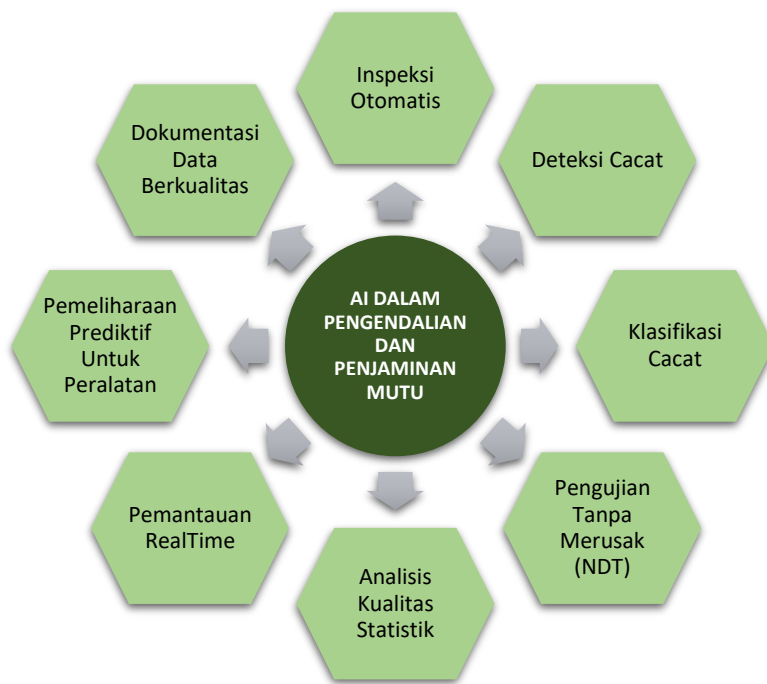 Inspeksi
Otomatis
Deteksi Cacat
Klasifikasi
Cacat
Pengujian
Tanpa
Merusak
(NDT)
Analisis
Kualitas
Statistik
Pemantauan
RealTime
Pemeliharaan
Prediktif
Untuk
Peralatan
Dokumentasi
Data
Berkualitas
AI DALAM
PENGENDALIAN
DAN
PENJAMINAN
MUTU